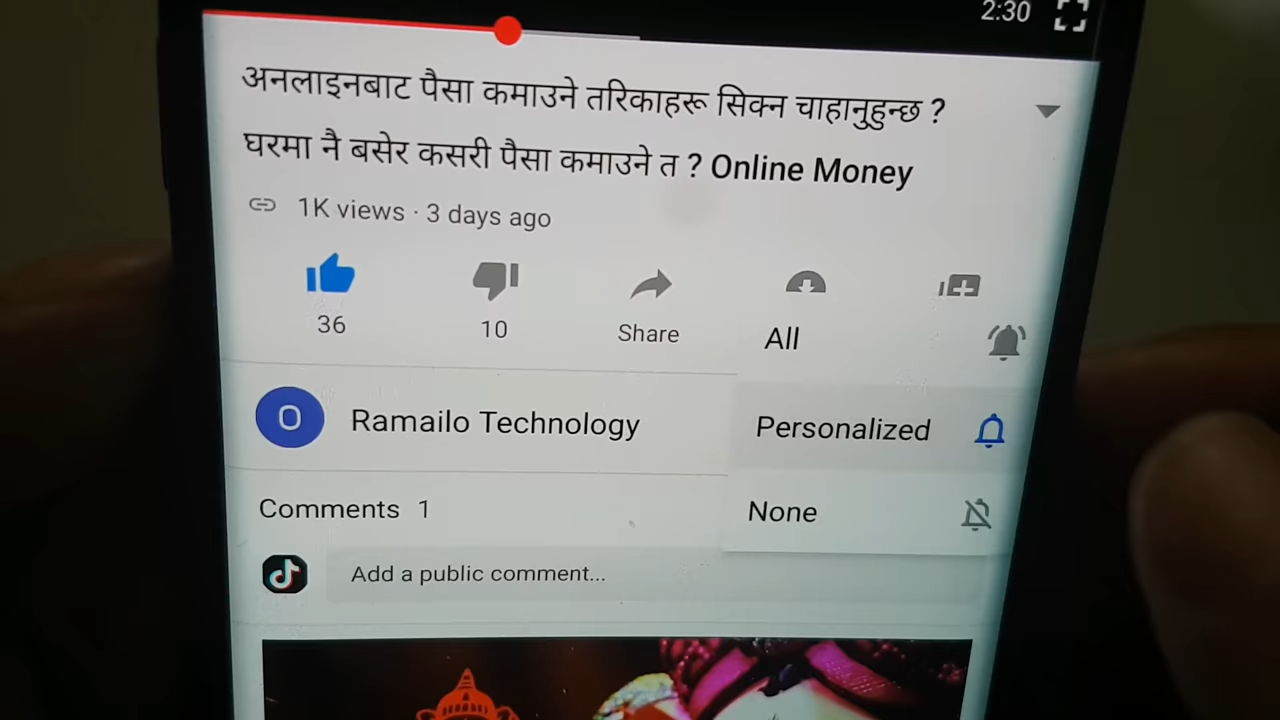 2:30
अनलाइनबाट पैसा कमाउने तरिकाहरू सिक्न चाहानुहुन्छ ?
घरमा नै बसेर कसरी पैसा कमाउने त ? Online Money
1K views · 3 days ago
36
10
Share
All
O
Ramailo Technology
Personalized
Comments 1
None
Add a public comment...